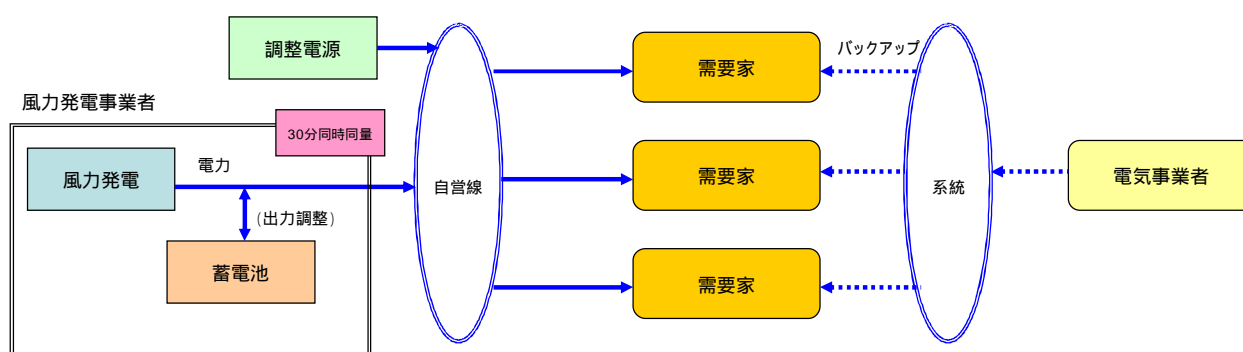 調整電源
風力発電事業者
30分同時同量
風力発電
電力
(出力調整)
蓄電池
自営線
需要家
需要家
需要家
バックアップ
系統
電気事業者